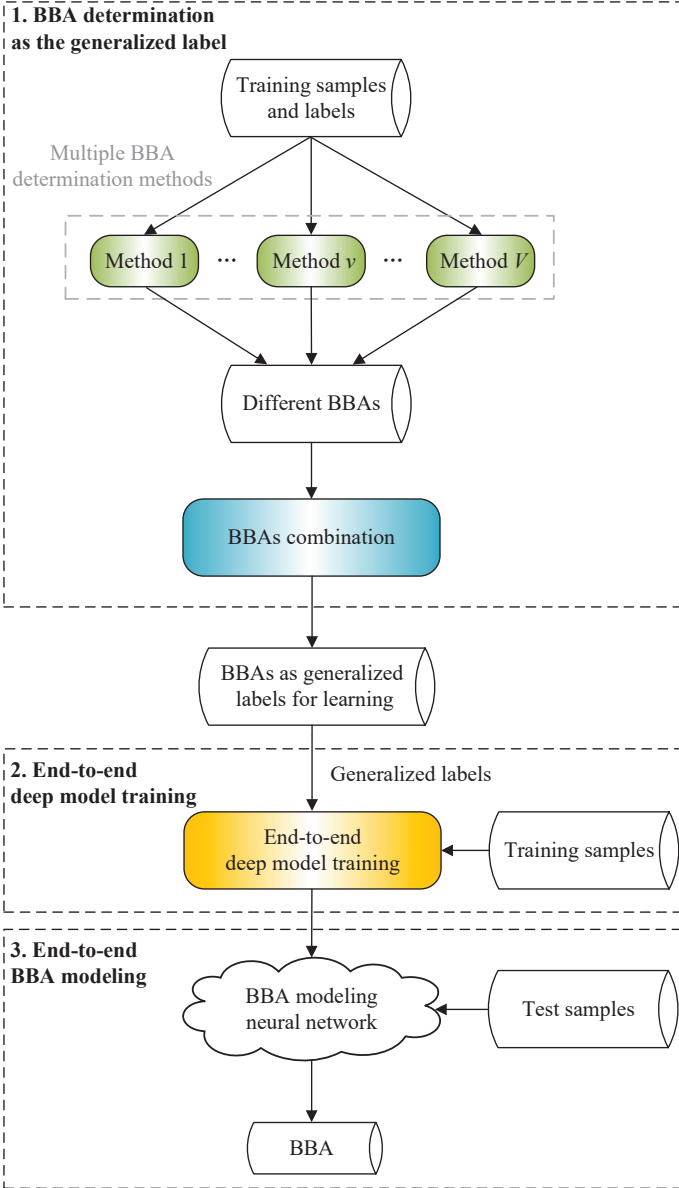 1. BBA determination
as the generalized label
Training samples
and labels
Multiple BBA
determination methods
Method 1 ... Method v ... Method V
Different BBAs
BBAs combination
BBAs as generalized
labels for learning
2. End-to-end
deep model training
Generalized labels
End-to-end
deep model training
Training samples
3. End-to-end
BBA modeling
BBA modeling
neural network
Test samples
BBA